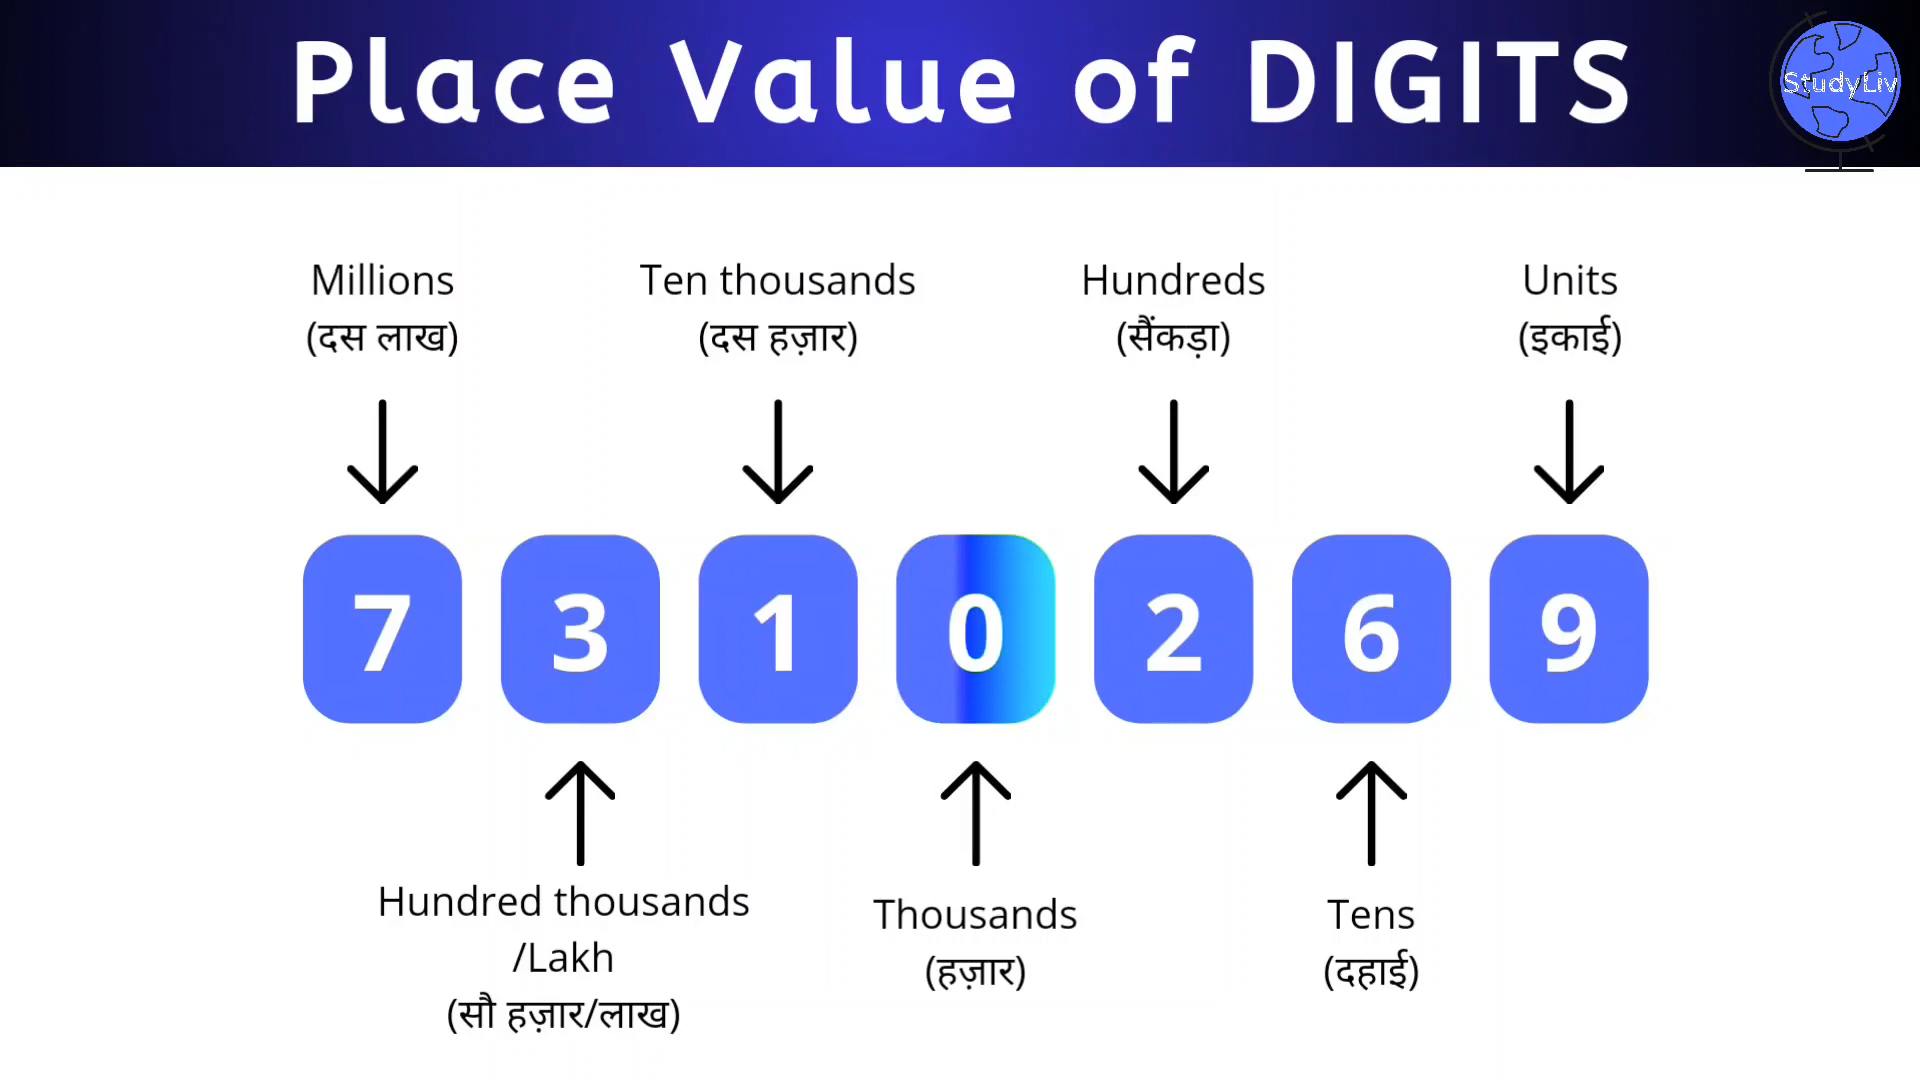 Place Value of DIGITS
StudyLiv
Millions
(दस लाख)
Ten thousands
(दस हज़ार)
Hundreds
(सैंकड़ा)
Units
(इकाई)
7 3 1 0 2 6 9
Hundred thousands
/Lakh
(सौ हज़ार/लाख)
Thousands
(हज़ार)
Tens
(दहाई)